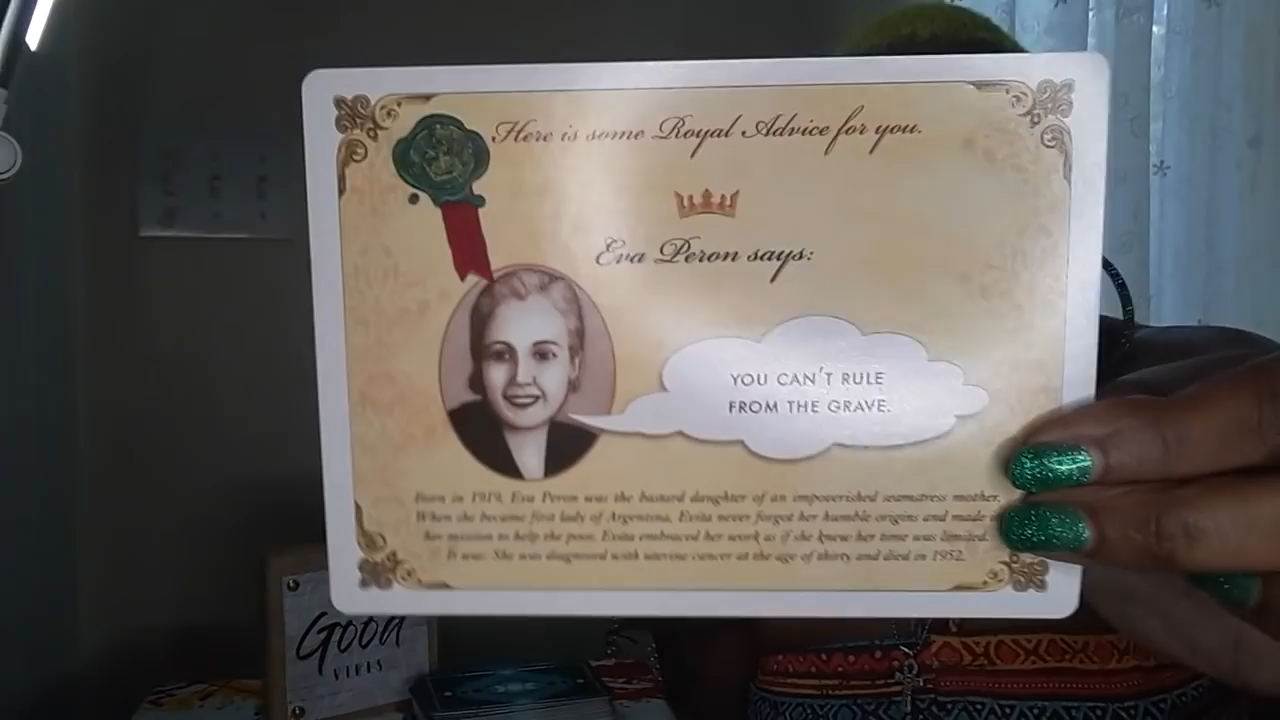 Here is some Royal Advice for you.
Eva Peron says:
YOU CAN'T RULE
FROM THE GRAVE.
Born in 1919, Eva Peron was the bastard daughter of an impoverished seamstress mother.
When she became first lady of Argentina, Evita never forgot her humble origins and made
her mission to help the poor. Evita embraced her work as if she knew her time was limited.
It was. She was diagnosed with uterine cancer at the age of thirty and died in 1952.
Good
VIBES